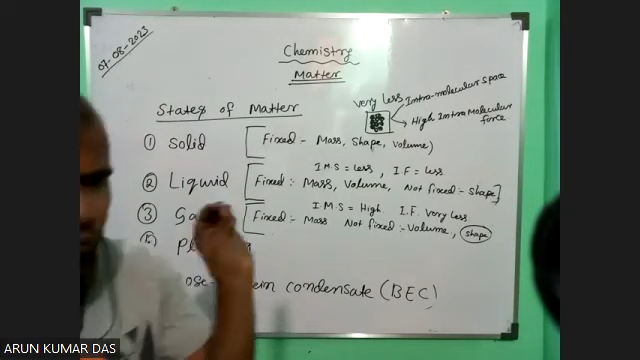 07-08-2023
Chemistry
Matter
States of Matter
very less
Intra-molecular space
High Intra Molecular force
① Solid [Fixed :- Mass, Shape, Volume)
I.M.S = Less, I.F = Less.
② Liquid [Fixed :- Mass, Volume, Not fixed - Shape]
I.M.S = High I.F. Very Less.
③ [Fixed :- Mass Not fixed :- Volume, Shape
condensate (BEC)
ARUN KUMAR DAS